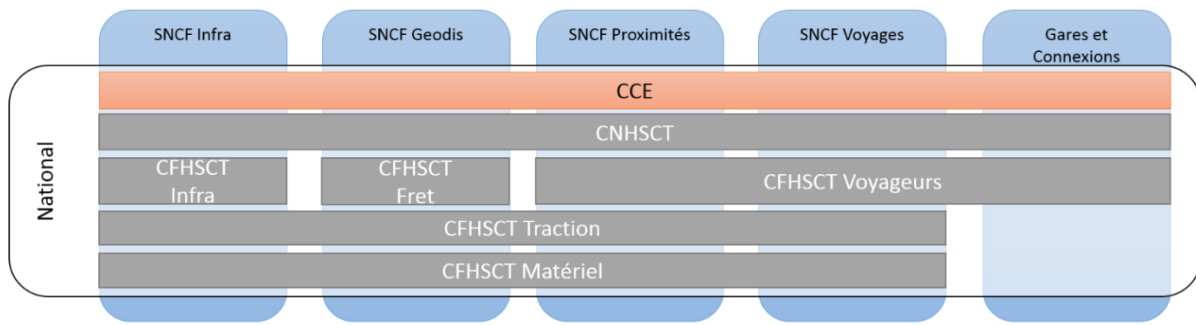 SNCF Infra
SNCF Geodis
SNCF Proximités
SNCF Voyages
Gares et
Connexions
National
CCE
CNHSCT
CFHSCT
Infra
CFHSCT
Fret
CFHSCT Voyageurs
CFHSCT Traction
CFHSCT Matériel